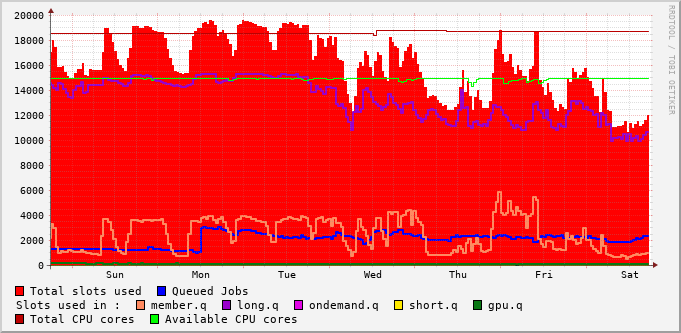 20000
18000
16000
14000
12000
10000
8000
6000
4000
2000
0
Sun Mon Tue Wed Thu Fri Sat
RRDTOOL / TOBI OETIKER
Total slots used Queued Jobs
Slots used in : member.q long.q ondemand.q short.q gpu.q
Total CPU cores Available CPU cores